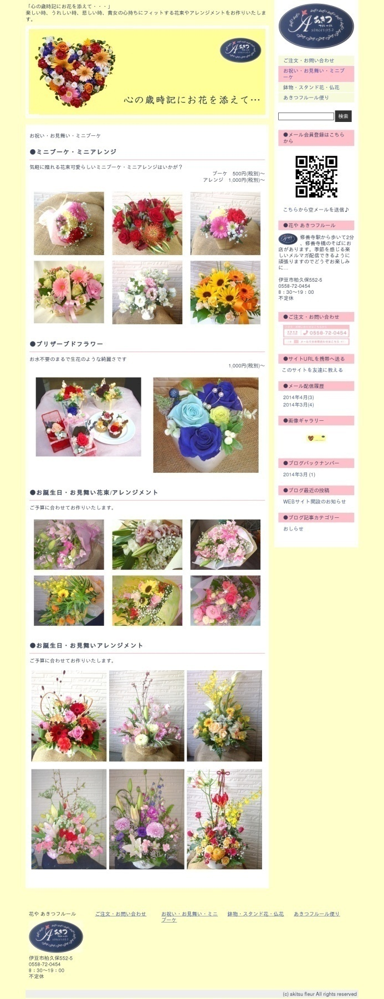 「心の歳時記にお花を添えて・・・」
楽しい時、うれしい時、悲しい時、貴女の心持ちにフィットする花束やアレンジメントをお作りいたしま
す。
あきつ
フルール
since1952
心の歳時記にお花を添えて…
お祝い・お見舞い・ミニブーケ
●ミニブーケ・ミニアレンジ
気軽に贈れる花束可愛らしいミニブーケ・ミニアレンジはいかが？
ブーケ　500円(税別)～
アレンジ　1,000円(税別)～
●プリザーブドフラワー
お水不要のまるで生花のような綺麗さです
1,000円(税別)～
●お誕生日・お見舞い花束/アレンジメント
ご予算に合わせてお作りいたします。
●お誕生日・お見舞いアレンジメント
ご予算に合わせてお作りいたします。
あきつ
フルール
since1952
ご注文・お問い合わせ
お祝い・お見舞い・ミニブ
ーケ
鉢物・スタンド花・仏花
あきつフルール便り
検索
●メール会員登録はこちら
から
こちらから空メールを送信♪
●花や あきつフルール
修善寺駅から歩いて2分
、修善寺橋のそばにお
店があります。季節を感じる楽
しいメルマガ配信できるように
頑張りますのでどうぞお楽しみ
に…
伊豆市柏久保552-5
0558-72-0454
8：30～19：00
不定休
●ご注文・お問い合わせ
0558-72-0454
●サイトURLを携帯へ送る
このサイトを友達に教える
●メール配信履歴
2014年4月(3)
2014年3月(4)
●画像ギャラリー
●ブログバックナンバー
2014年3月 (1)
●ブログ最近の投稿
WEBサイト開設のお知らせ
●ブログ記事カテゴリー
おしらせ
花や あきつフルール
あきつ
フルール
since1952
伊豆市柏久保552-5
0558-72-0454
8：30～19：00
不定休
ご注文・お問い合わせ
お祝い・お見舞い・ミニ
ブーケ
鉢物・スタンド花・仏花
あきつフルール便り
(c) akitsu fleur All rights reserved